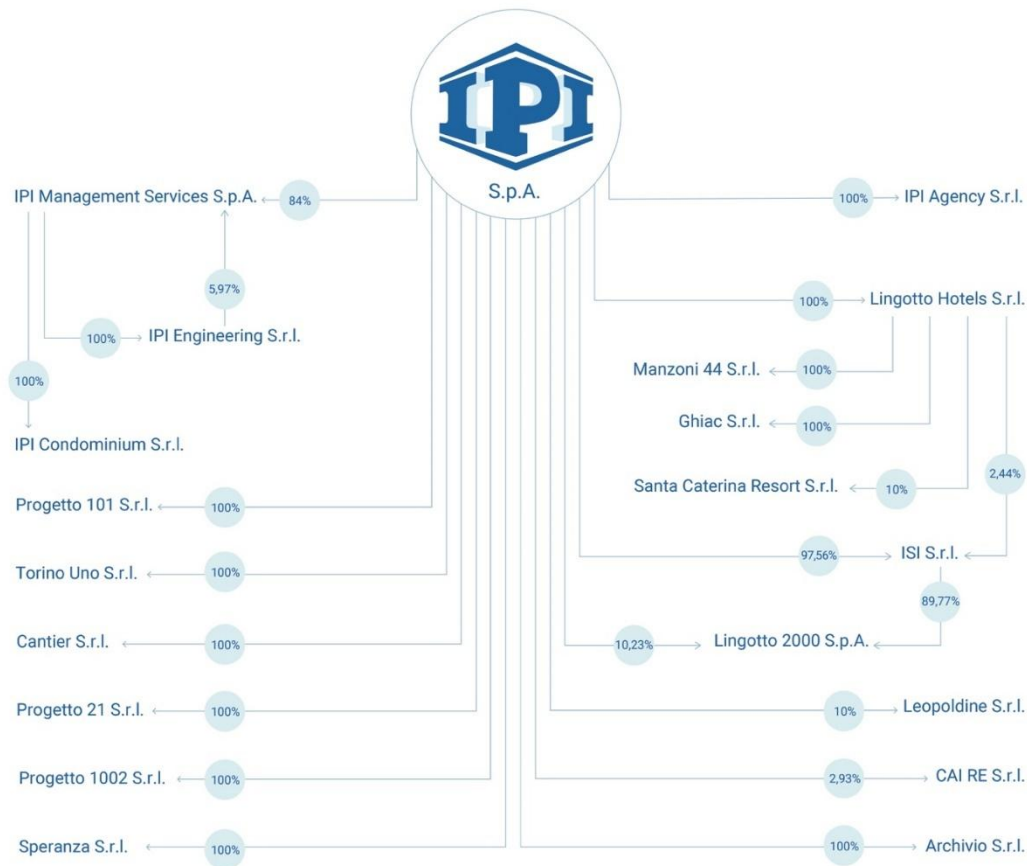 IPI
S.p.A.
IPI Management Services S.p.A.
84%
100%
IPI Agency S.r.l.
5,97%
100%
Lingotto Hotels S.r.l.
100%
IPI Engineering S.r.l.
Manzoni 44 S.r.l.
100%
100%
Ghiac S.r.l.
100%
IPI Condominium S.r.l.
2,44%
Santa Caterina Resort S.r.l.
10%
Progetto 101 S.r.l.
100%
97,56%
ISI S.r.l.
Torino Uno S.r.l.
100%
89,77%
Cantier S.r.l.
100%
10,23%
Lingotto 2000 S.p.A.
Progetto 21 S.r.l.
100%
10%
Leopoldine S.r.l.
Progetto 1002 S.r.l.
100%
2,93%
CAI RE S.r.l.
Speranza S.r.l.
100%
100%
Archivio S.r.l.